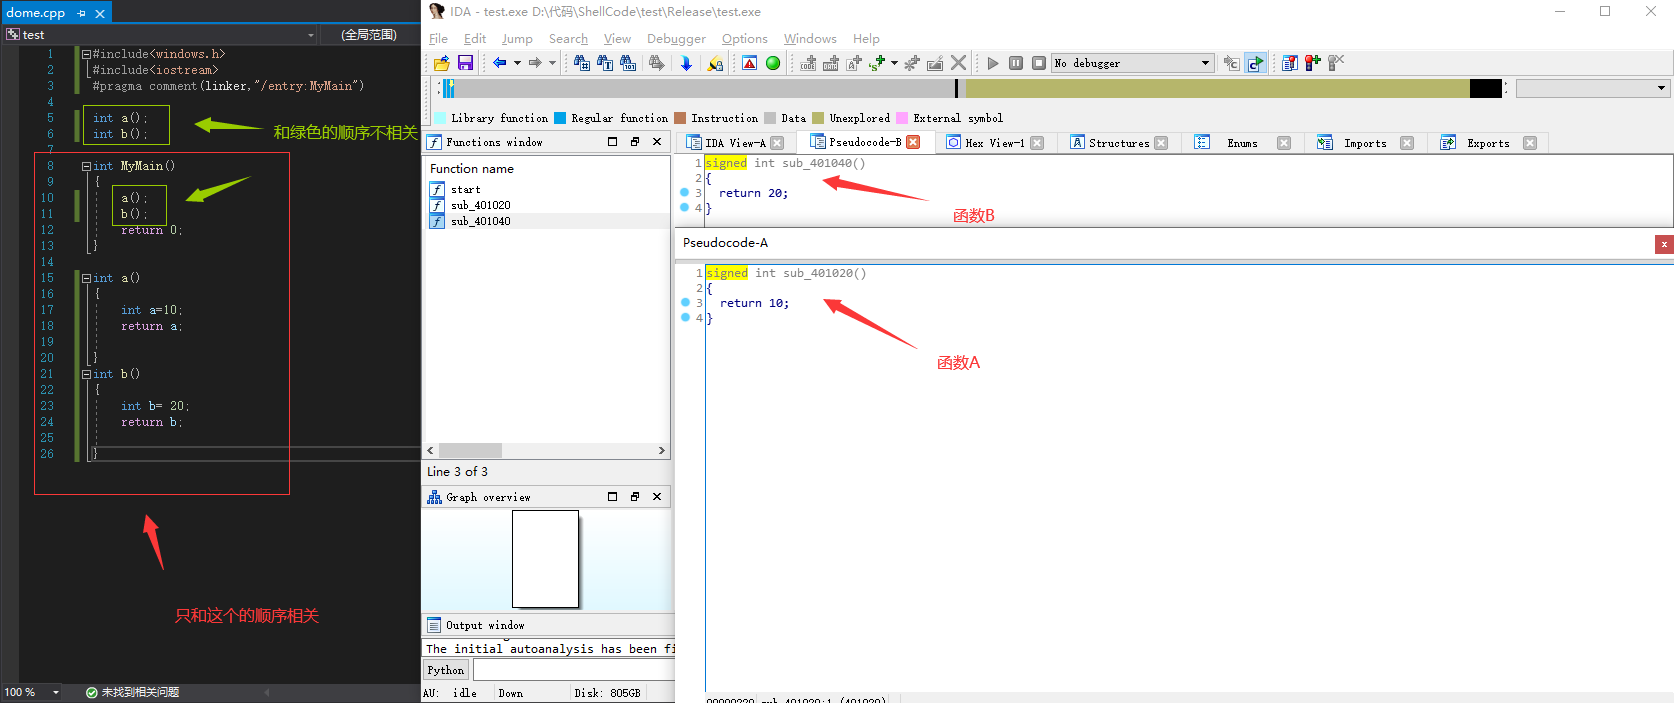 dome.cpp
test
(全局范围)
1 #include<windows.h>
2 #include<iostream>
3 #pragma comment(linker,"/entry:MyMain")
4
5 int a();
6 int b();
和绿色的顺序不相关
7
8 int MyMain()
9 {
10 a();
11 b();
12 return 0;
13 }
14
15 int a()
16 {
17 int a=10;
18 return a;
19
20 }
21 int b()
22 {
23 int b= 20;
24 return b;
25
26 }
只和这个的顺序相关
100 %
未找到相关问题
IDA - test.exe D:\代码\ShellCode\test\Release\test.exe
File Edit Jump Search View Debugger Options Windows Help
No debugger
Library function Regular function Instruction Data Unexplored External symbol
Functions window
Function name
start
sub_401020
sub_401040
Line 3 of 3
Graph overview
Output window
The initial autoanalysis has been fi
Python
AU: idle Down Disk: 805GB
IDA View-A Pseudocode-B Hex View-1 Structures Enums Imports Exports
1 signed int sub_401040()
2 {
3 return 20;
4 }
函数B
Pseudocode-A
1 signed int sub_401020()
2 {
3 return 10;
4 }
函数A
00000220 sub_401020:1 (401020)